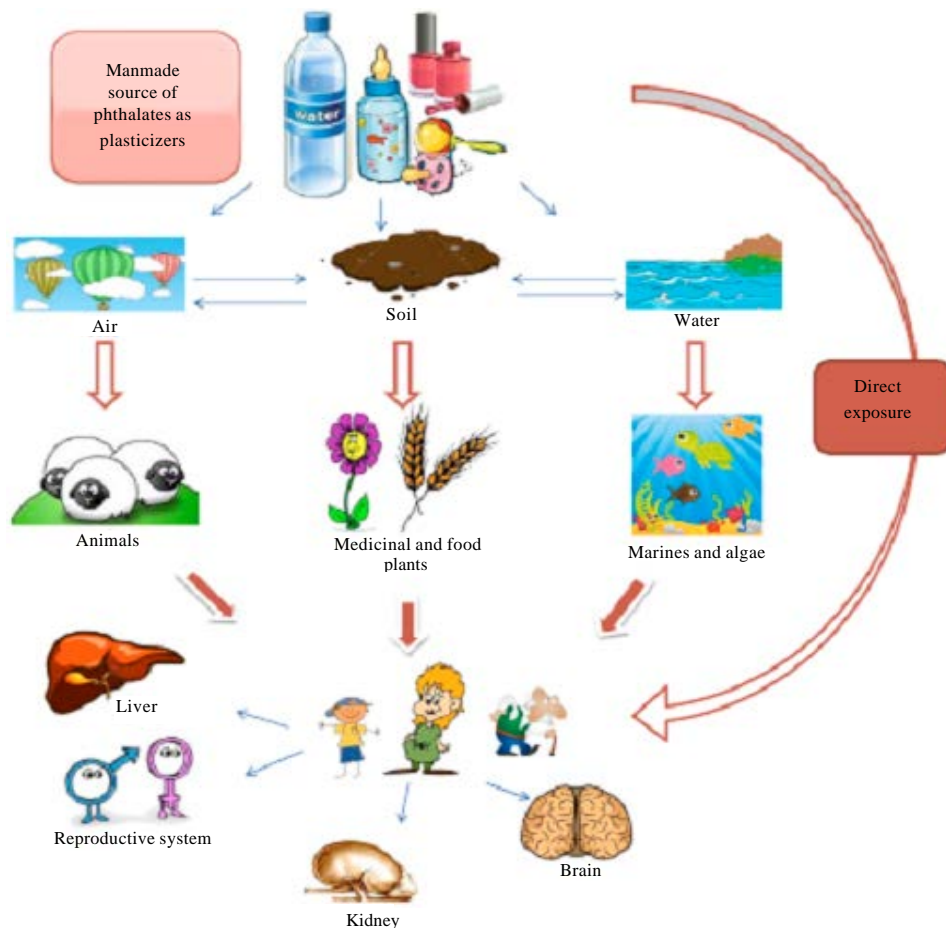 Manmade
source of
phthalates as
plasticizers
water
Air
Soil
Water
Direct
exposure
Animals
Medicinal and food
plants
Marines and algae
Liver
Reproductive system
Brain
Kidney